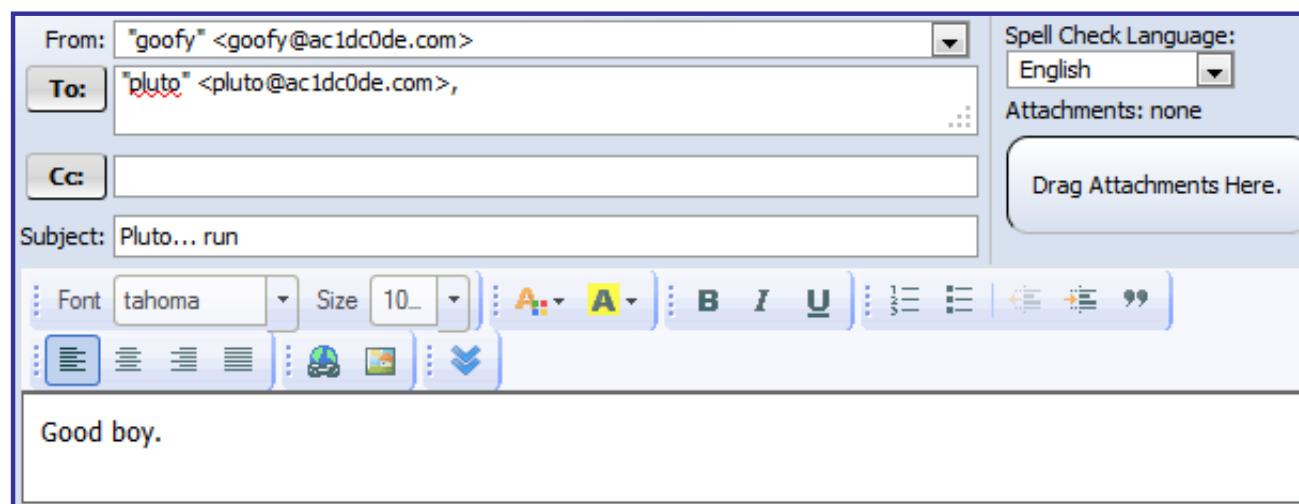 From: "goofy" <goofy@ac1dc0de.com>
To: "pluto" <pluto@ac1dc0de.com>,
Cc:
Subject: Pluto... run
Spell Check Language:
English
Attachments: none
Drag Attachments Here.
Font tahoma Size 10...
A A B I U
Good boy.